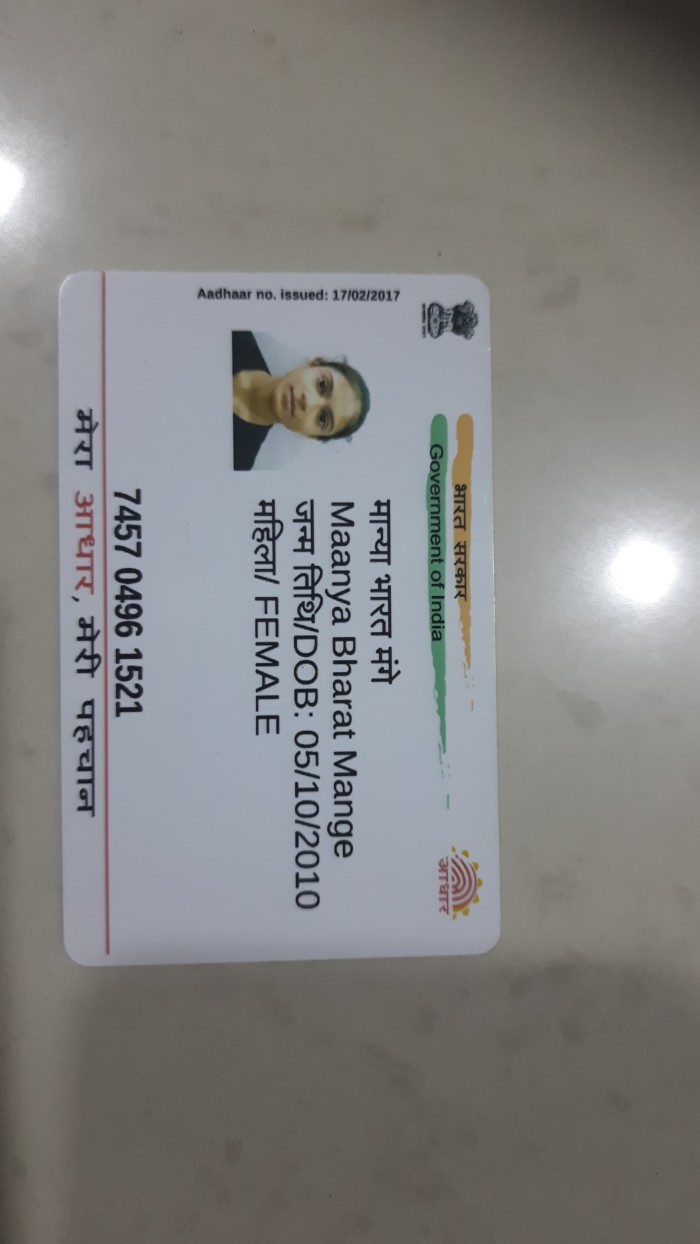 भारत सरकार
Government of India
आधार
Aadhaar no. issued: 17/02/2017
मान्या भारत मंगे
Maanya Bharat Mange
जन्म तिथि/DOB: 05/10/2010
महिला/ FEMALE
7457 0496 1521
मेरा आधार, मेरी पहचान